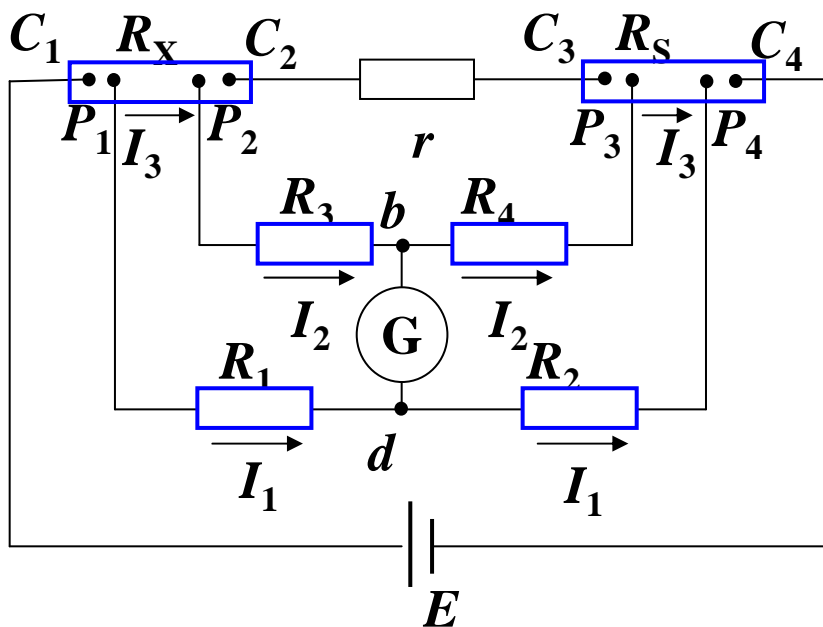 C₁ Rₓ C₂ C₃ R_S C₄
P₁ I₃ P₂ r P₃ I₃ P₄
R₃ b R₄
I₂ G I₂
R₁ R₂
I₁ d I₁
E